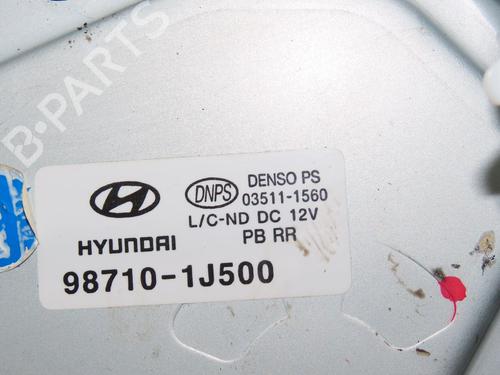 B-PARTS
DNPS
DENSO PS
03511-1560
L/C-ND DC 12V
PB RR
HYUNDAI
98710-1J500